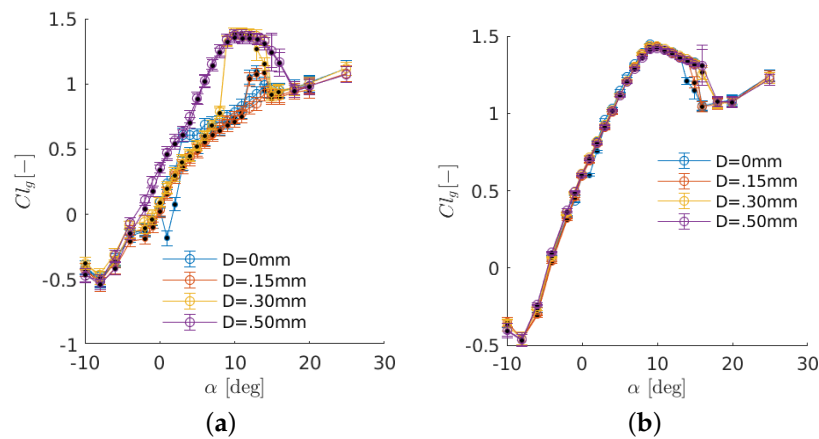 1.5
1
0.5
0
-0.5
-1
-10
0
10
20
30
Cl_g[−]
α [deg]
D=0mm
D=.15mm
D=.30mm
D=.50mm
(a)
1.5
1
0.5
0
-0.5
-10
0
10
20
30
Cl_g[−]
α [deg]
D=0mm
D=.15mm
D=.30mm
D=.50mm
(b)